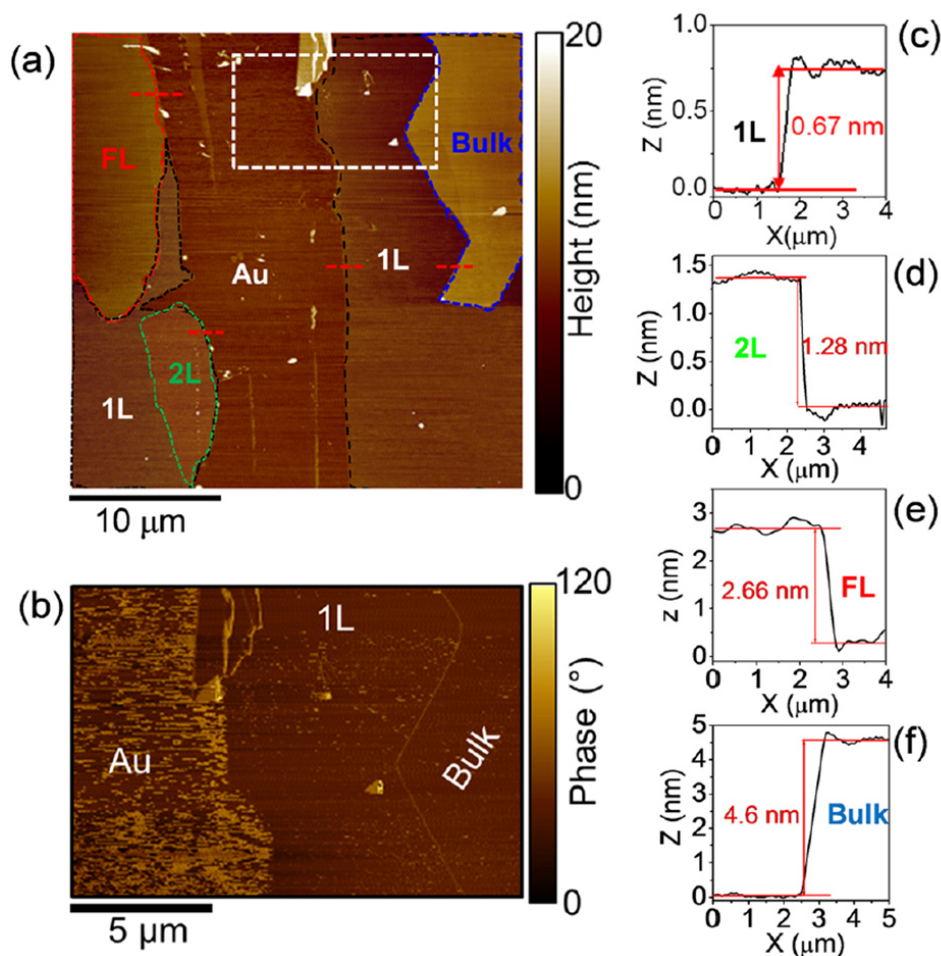 (a)
FL
Bulk
Au
1L
2L
1L
10 µm
20
Height (nm)
0
(b)
1L
Au
Bulk
5 µm
120
Phase (°)
0
(c)
1.0
0.5
0.0
Z (nm)
1L
0.67 nm
0 1 2 3 4
X(µm)
(d)
1.5
1.0
0.5
0.0
Z (nm)
2L
1.28 nm
0 1 2 3 4
X (µm)
(e)
3
2
1
0
z (nm)
2.66 nm
FL
0 1 2 3 4
X (µm)
(f)
5
4
3
2
1
0
Z (nm)
4.6 nm
Bulk
0 1 2 3 4 5
X (µm)